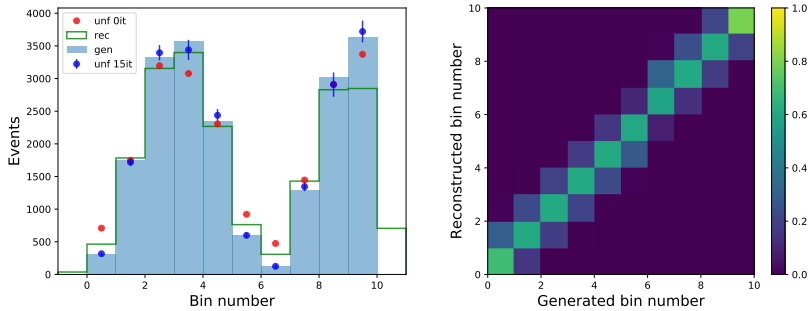 unf 0it
rec
gen
unf 15it
4000
3500
3000
2500
2000
1500
1000
500
0
Events
0 2 4 6 8 10
Bin number
10
8
6
4
2
0
Reconstructed bin number
0 2 4 6 8 10
Generated bin number
1.0
0.8
0.6
0.4
0.2
0.0